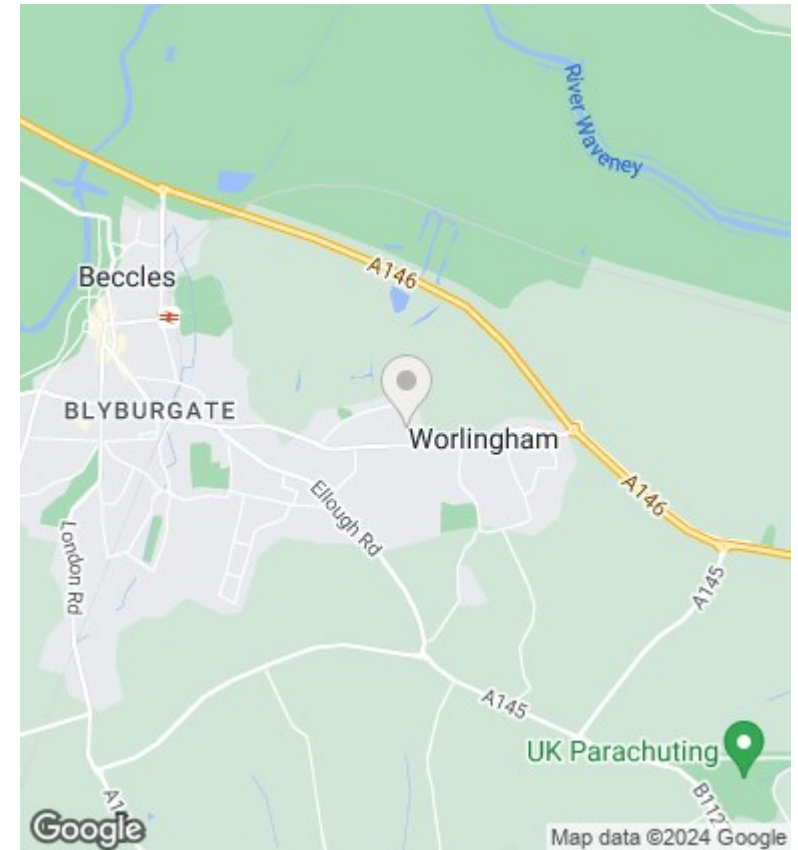 River Waveney
Beccles
A146
BLYBURGATE
Worlingham
A146
Ellough Rd
London Rd
A145
A145
UK Parachuting
Google
Map data ©2024 Google